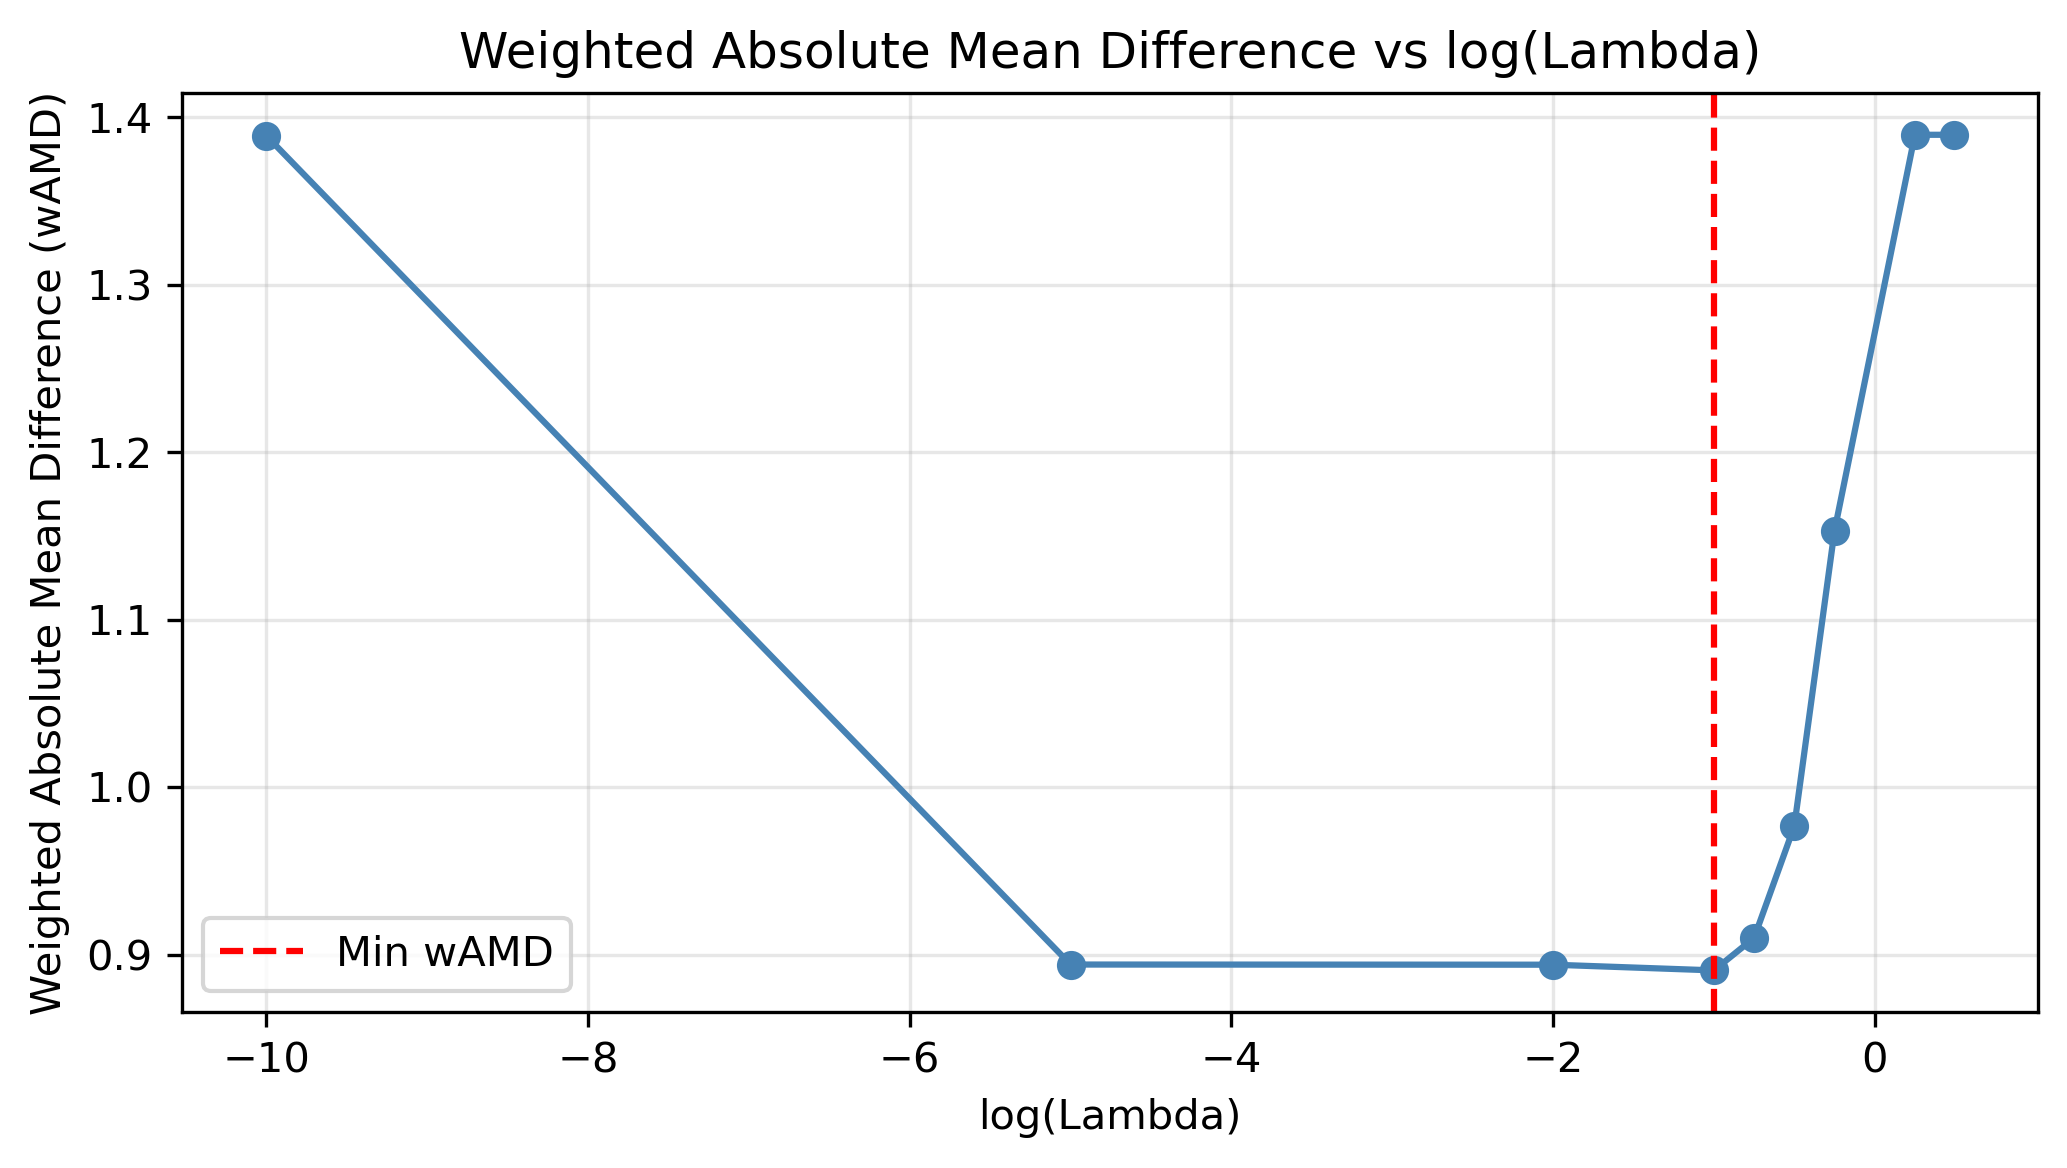 Weighted Absolute Mean Difference vs log(Lambda)
Weighted Absolute Mean Difference (wAMD)
1.4
1.3
1.2
1.1
1.0
0.9
Min wAMD
−10 −8 −6 −4 −2 0
log(Lambda)